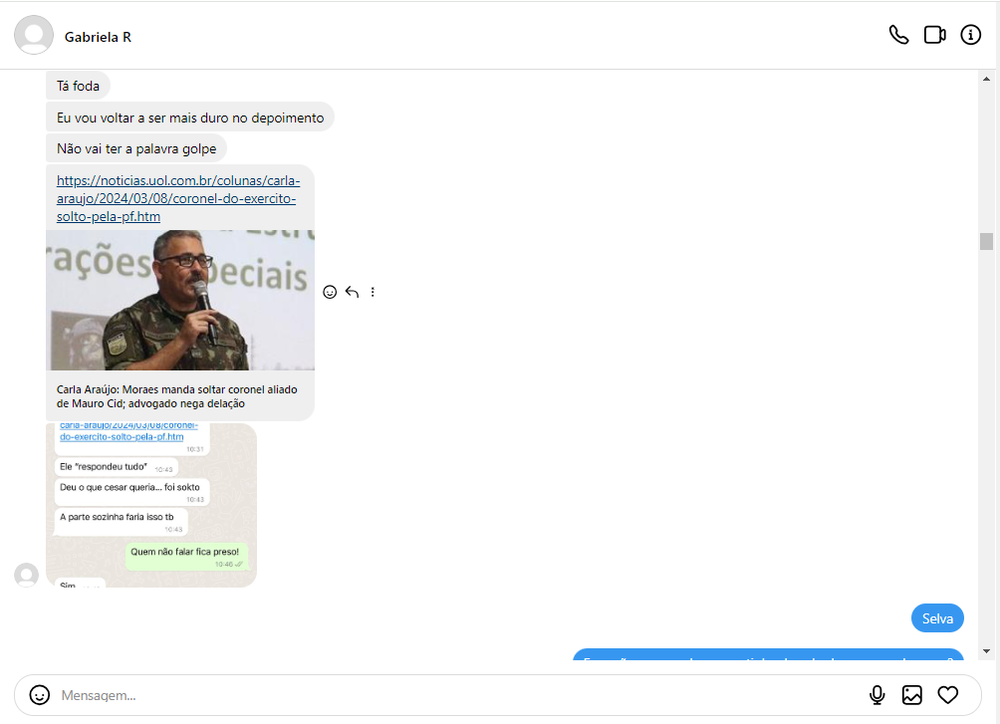 Gabriela R
Tá foda
Eu vou voltar a ser mais duro no depoimento
Não vai ter a palavra golpe
https://noticias.uol.com.br/colunas/carla-
araujo/2024/03/08/coronel-do-exercito-
solto-pela-pf.htm
rações
speciais
Carla Araújo: Moraes manda soltar coronel aliado
de Mauro Cid; advogado nega delação
carla-araujo/2024/03/08/coronel-
do-exercito-solto-pela-pf.htm
10:31
Ele "respondeu tudo" 10:43
Deu o que cesar queria... foi sokto
10:43
A parte sozinha faria isso tb
10:43
Quem não falar fica preso!
10:46
Sim
Selva
Mensagem...